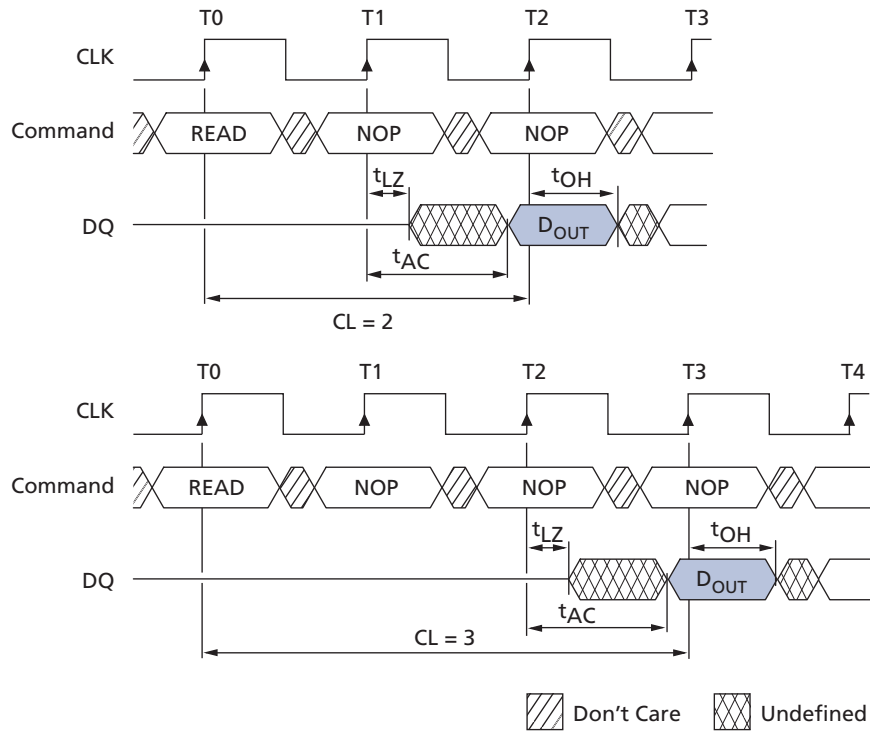 T0 T1 T2 T3
CLK
Command READ NOP NOP
tLZ tOH
DQ DOUT
tAC
CL = 2
T0 T1 T2 T3 T4
CLK
Command READ NOP NOP NOP
tLZ tOH
DQ DOUT
tAC
CL = 3
Don't Care Undefined